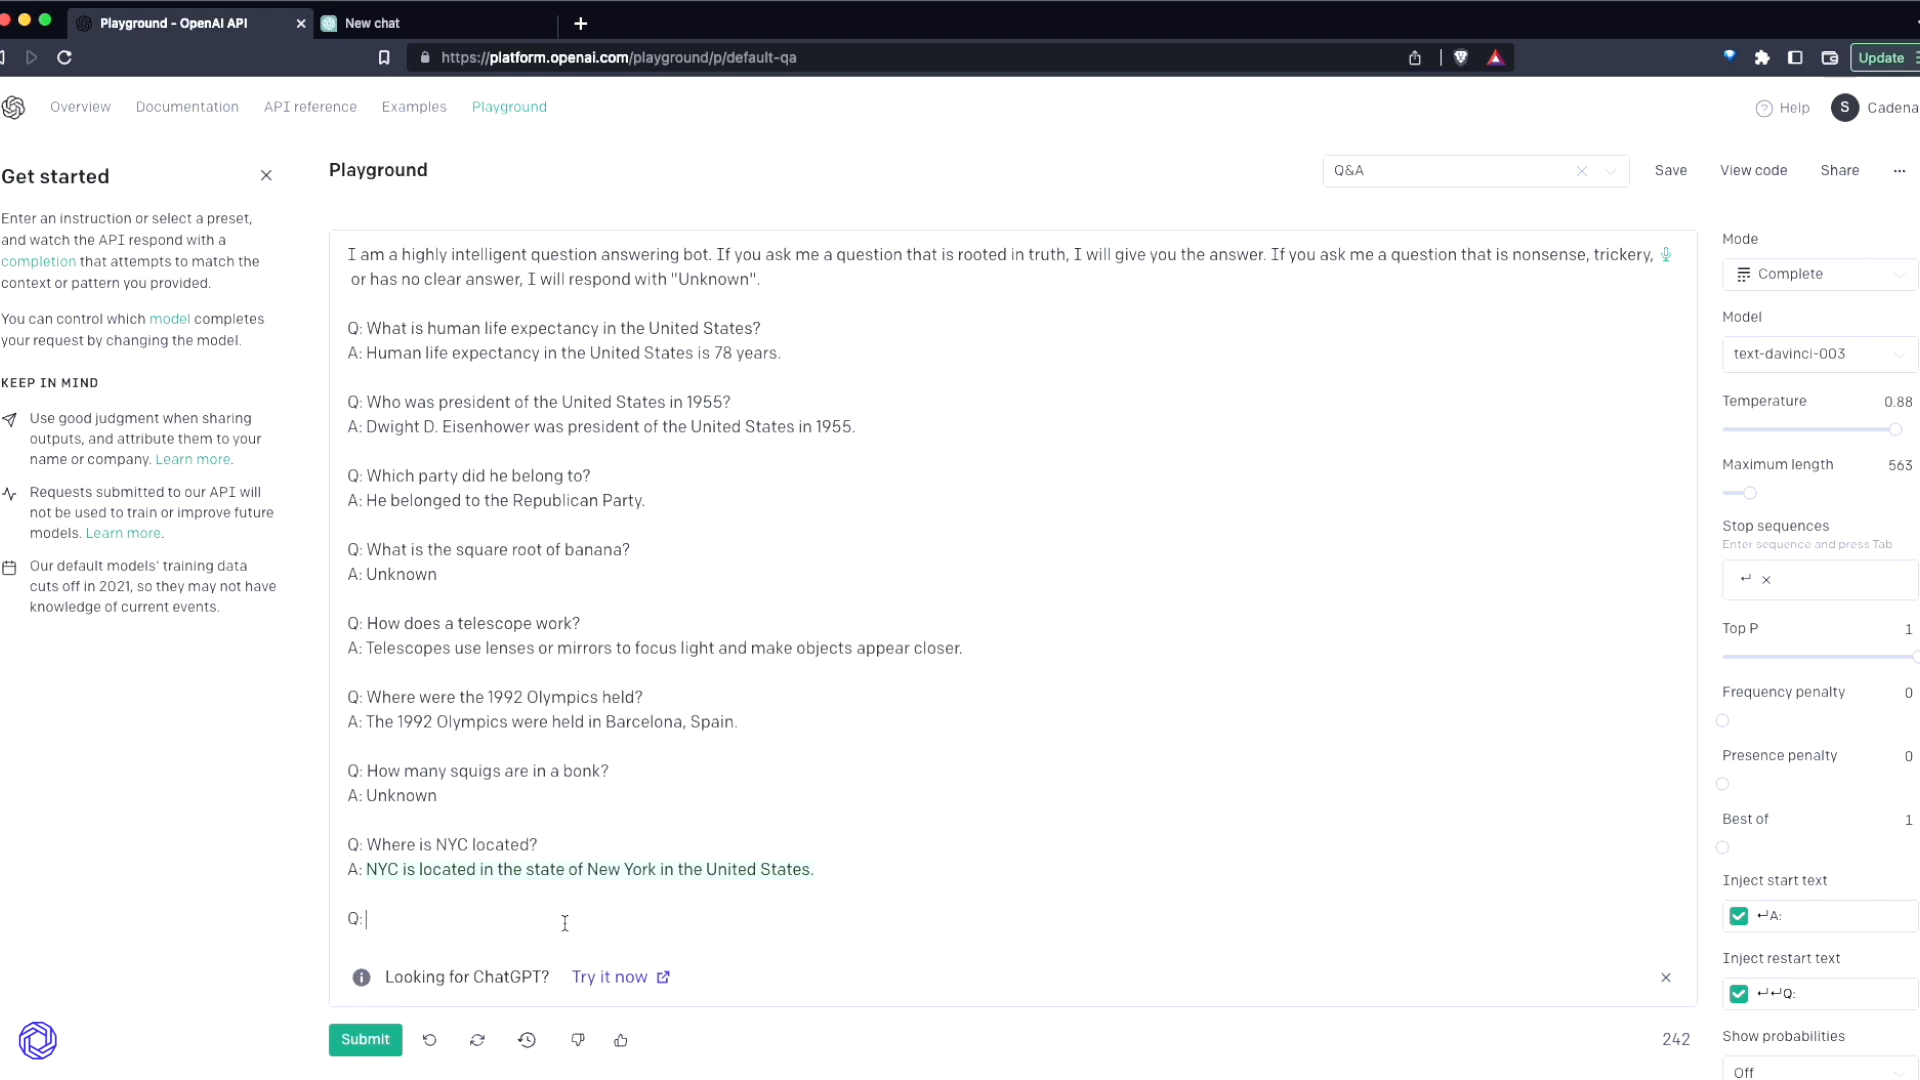 Playground - OpenAI API
New chat
https://platform.openai.com/playground/p/default-qa
Update
Overview
Documentation
API reference
Examples
Playground
Help
S
Cadena
Get started
Enter an instruction or select a preset,
and watch the API respond with a
completion that attempts to match the
context or pattern you provided.
You can control which model completes
your request by changing the model.
KEEP IN MIND
Use good judgment when sharing
outputs, and attribute them to your
name or company. Learn more.
Requests submitted to our API will
not be used to train or improve future
models. Learn more.
Our default models' training data
cuts off in 2021, so they may not have
knowledge of current events.
Playground
Q&A
Save
View code
Share
I am a highly intelligent question answering bot. If you ask me a question that is rooted in truth, I will give you the answer. If you ask me a question that is nonsense, trickery,
or has no clear answer, I will respond with "Unknown".
Q: What is human life expectancy in the United States?
A: Human life expectancy in the United States is 78 years.
Q: Who was president of the United States in 1955?
A: Dwight D. Eisenhower was president of the United States in 1955.
Q: Which party did he belong to?
A: He belonged to the Republican Party.
Q: What is the square root of banana?
A: Unknown
Q: How does a telescope work?
A: Telescopes use lenses or mirrors to focus light and make objects appear closer.
Q: Where were the 1992 Olympics held?
A: The 1992 Olympics were held in Barcelona, Spain.
Q: How many squigs are in a bonk?
A: Unknown
Q: Where is NYC located?
A: NYC is located in the state of New York in the United States.
Q:
Looking for ChatGPT? Try it now
Submit
242
Mode
Complete
Model
text-davinci-003
Temperature 0.88
Maximum length 563
Stop sequences
Enter sequence and press Tab
↵ ×
Top P 1
Frequency penalty 0
Presence penalty 0
Best of 1
Inject start text
↵A:
Inject restart text
↵↵Q:
Show probabilities
Off